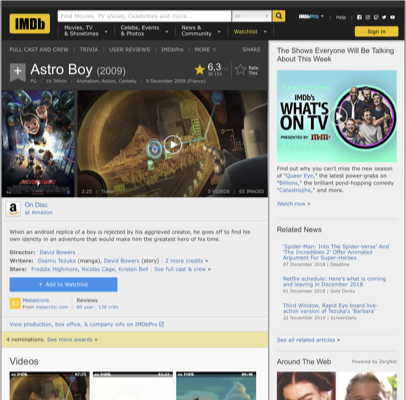 IMDb
Find Movies, TV shows, Celebrities and more...
All
Movies, TV
& Showtimes
Celebs, Events
& Photos
News &
Community
Watchlist
IMDbPro
Help
Sign in
FULL CAST AND CREW | TRIVIA | USER REVIEWS | IMDbPro | MORE
SHARE
Astro Boy (2009)
6,3
Rate
This
PG | 1h 34min | Animation, Action, Comedy | 9 December 2009 (France)
2:25 | Trailer
5 VIDEOS | 65 IMAGES
On Disc
at Amazon
When an android replica of a boy is rejected by his aggrieved creator, he goes off to find his
own identity in an adventure that would make him the greatest hero of his time.
Director: David Bowers
Writers: Osamu Tezuka (manga), David Bowers (story) | 2 more credits »
Stars: Freddie Highmore, Nicolas Cage, Kristen Bell | See full cast & crew »
+ Add to Watchlist
Metascore
From metacritic.com
Reviews
80 user | 138 critic
View production, box office, & company info on IMDbPro
4 nominations. See more awards »
Videos
The Shows Everyone Will Be Talking
About This Week
IMDb
WHAT'S
ON TV
PRESENTED BY m&m's
Find out why you can't miss the new season
of "Queer Eye," the latest power-grabs on
"Billions," the brilliant pond-hopping comedy
"Catastrophe," and more.
Watch now »
Related News
'Spider-Man: Into The Spider-Verse' And
'The Incredibles 2' Offer Animated
Argument For Super-Heroes
07 December 2018 | Deadline
Netflix schedule: Here's what is coming
and leaving in December 2018
01 December 2018 | Gold Derby
Third Window, Rapid Eye board live-
action version of Tezuka's 'Barbara'
22 November 2018 | ScreenDaily
See all related articles »
Around The Web
Powered by ZergNet